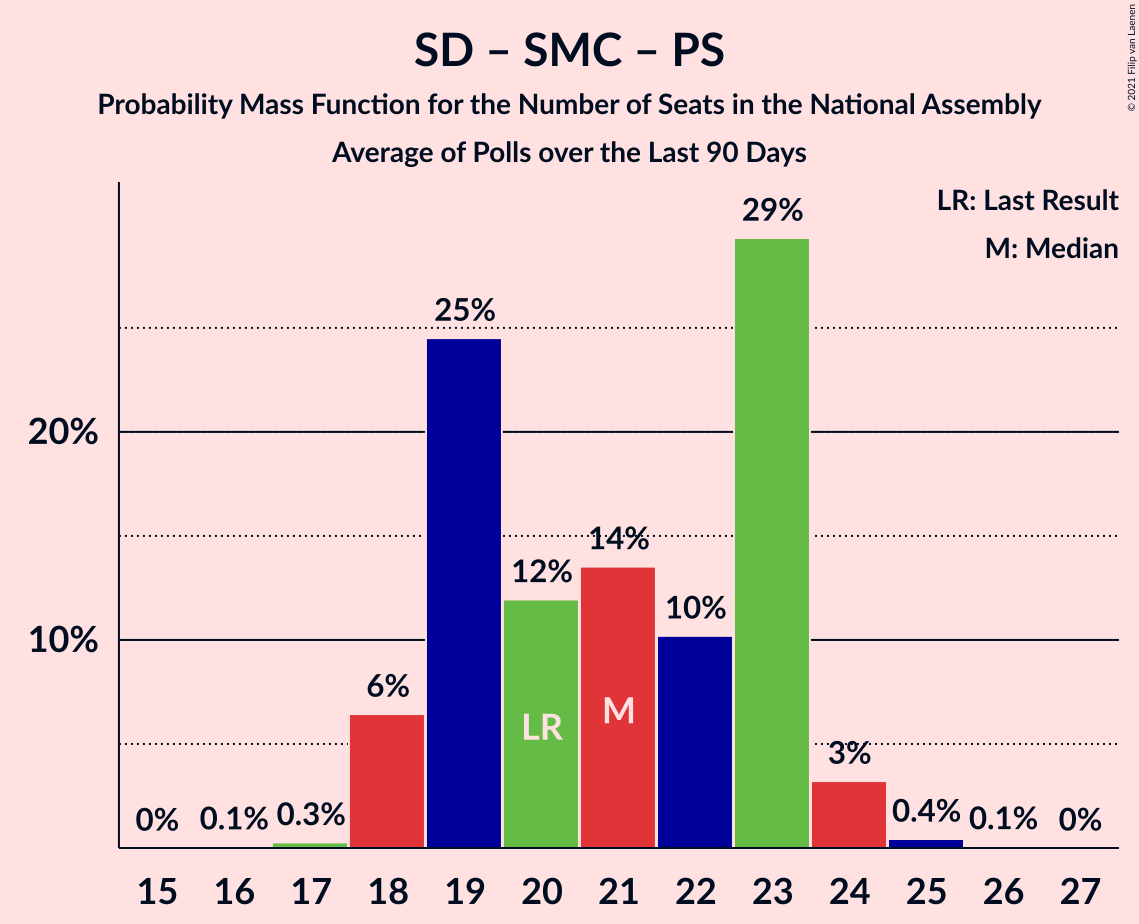 SD – SMC – PS
Probability Mass Function for the Number of Seats in the National Assembly
Average of Polls over the Last 90 Days
© 2021 Filip van Laenen
LR: Last Result
M: Median
29%
25%
20%
14%
12%
10%
10%
6%
LR
M
3%
0%
0.1%
0.3%
0.4%
0.1%
0%
15 16 17 18 19 20 21 22 23 24 25 26 27